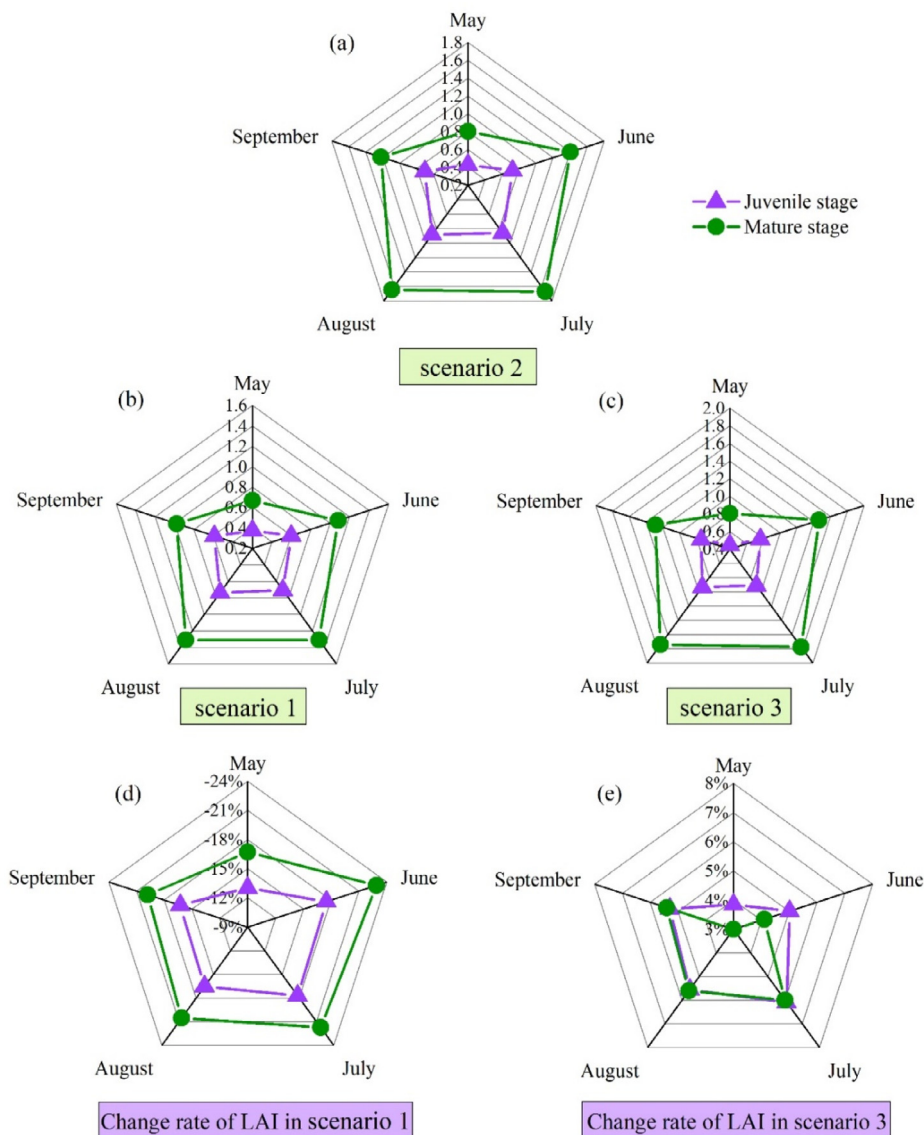 (a)
May
1.8
1.6
1.4
1.2
1.0
0.8
0.6
0.4
0.2
September
June
August
July
Juvenile stage
Mature stage
scenario 2
(b)
May
1.6
1.4
1.2
1.0
0.8
0.6
0.4
0.2
September
June
August
July
scenario 1
(c)
May
2.0
1.8
1.6
1.4
1.2
1.0
0.8
0.6
0.4
September
June
August
July
scenario 3
(d)
May
-24%
-21%
-18%
-15%
-12%
-9%
September
June
August
July
Change rate of LAI in scenario 1
(e)
May
8%
7%
6%
5%
4%
3%
September
June
August
July
Change rate of LAI in scenario 3